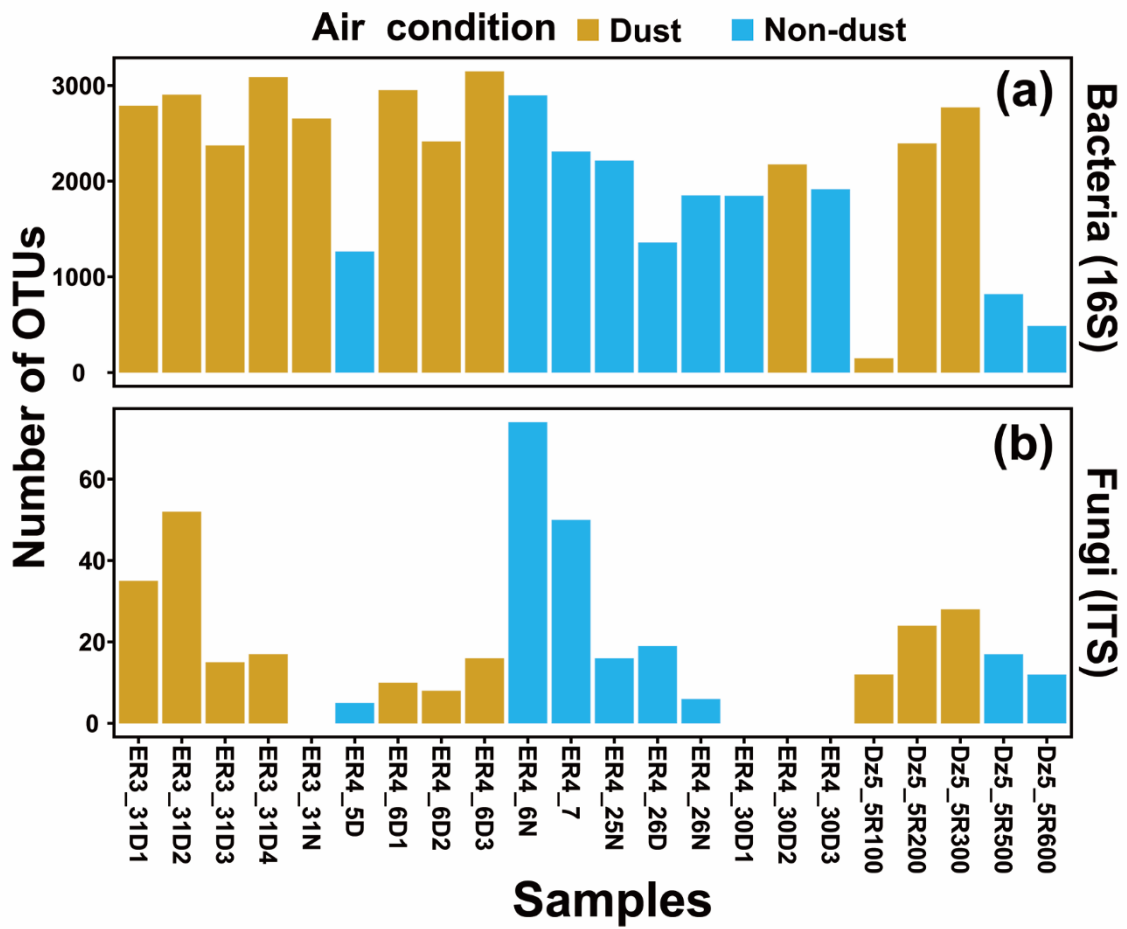 Air condition Dust Non-dust
(a)
3000
2000
1000
0
Bacteria (16S)
Number of OTUs
(b)
60
40
20
0
Fungi (ITS)
ER3_31D1
ER3_31D2
ER3_31D3
ER3_31D4
ER3_31N
ER4_5D
ER4_6D1
ER4_6D2
ER4_6D3
ER4_6N
ER4_7
ER4_25N
ER4_26D
ER4_26N
ER4_30D1
ER4_30D2
ER4_30D3
Dz5_5R100
Dz5_5R200
Dz5_5R300
Dz5_5R500
Dz5_5R600
Samples